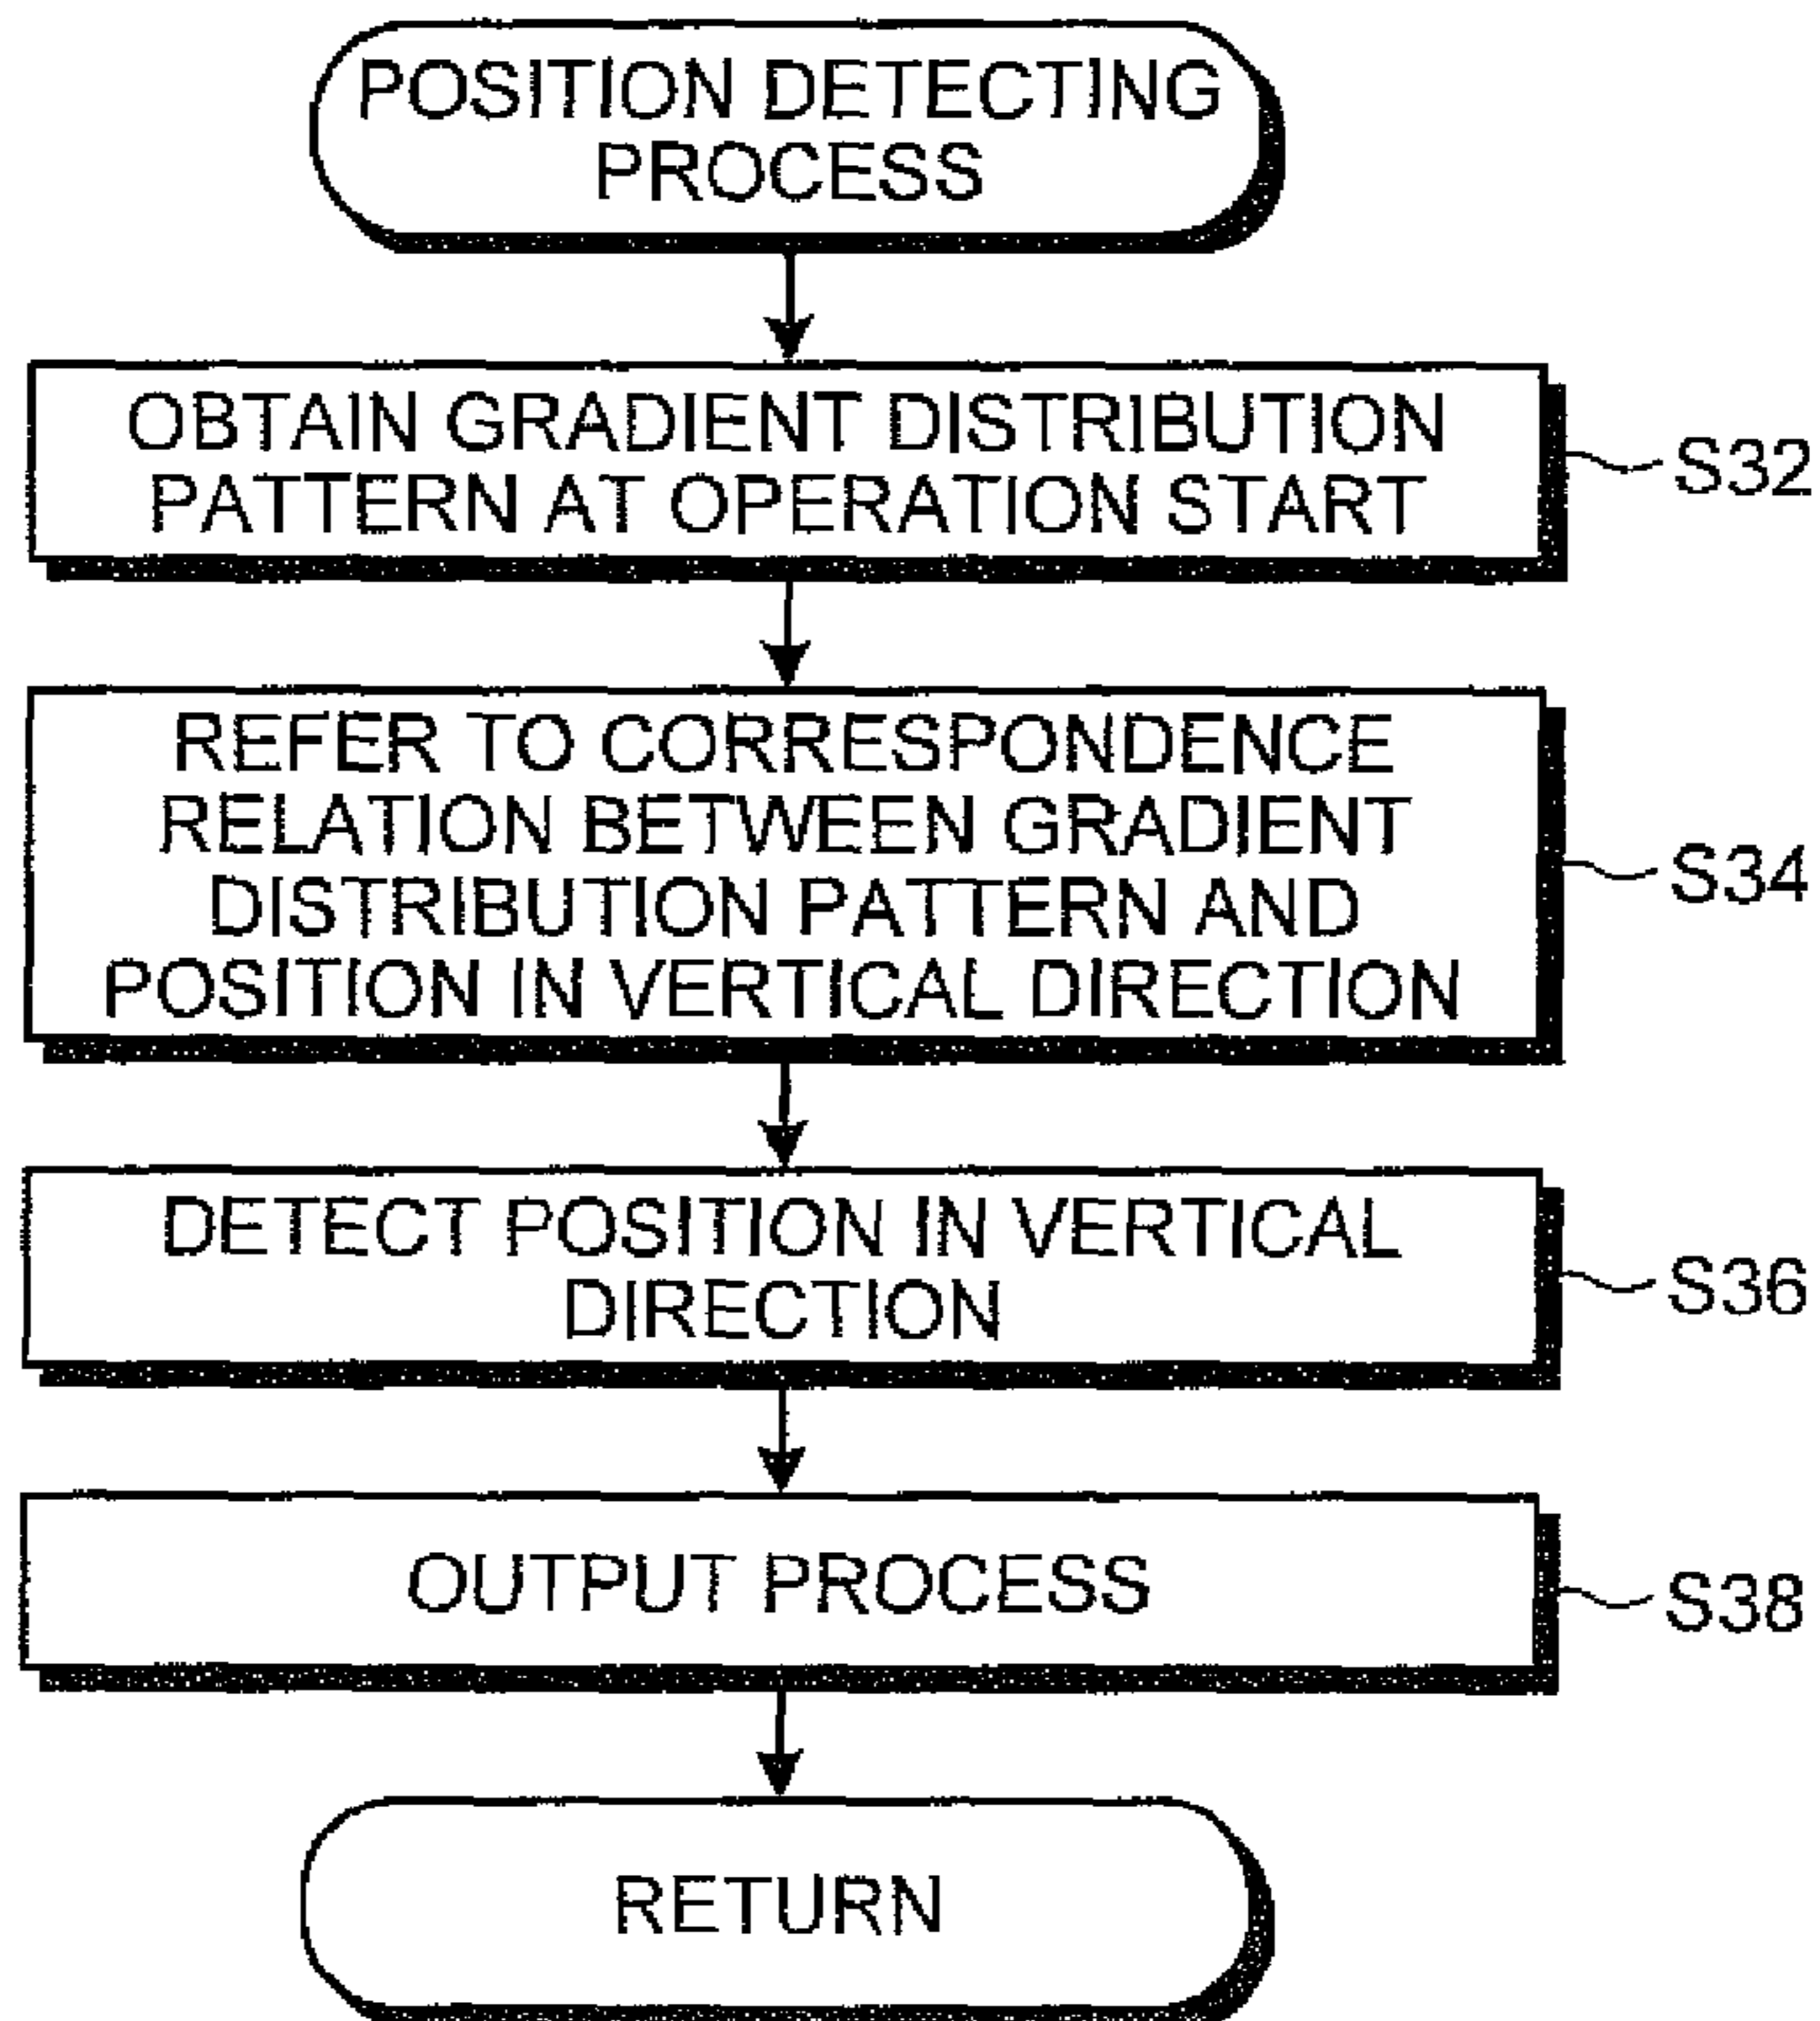 POSITION DETECTING
PROCESS
OBTAIN GRADIENT DISTRIBUTION
PATTERN AT OPERATION START
S32
REFER TO CORRESPONDENCE
RELATION BETWEEN GRADIENT
DISTRIBUTION PATTERN AND
POSITION IN VERTICAL DIRECTION
S34
DETECT POSITION IN VERTICAL
DIRECTION
S36
OUTPUT PROCESS
S38
RETURN